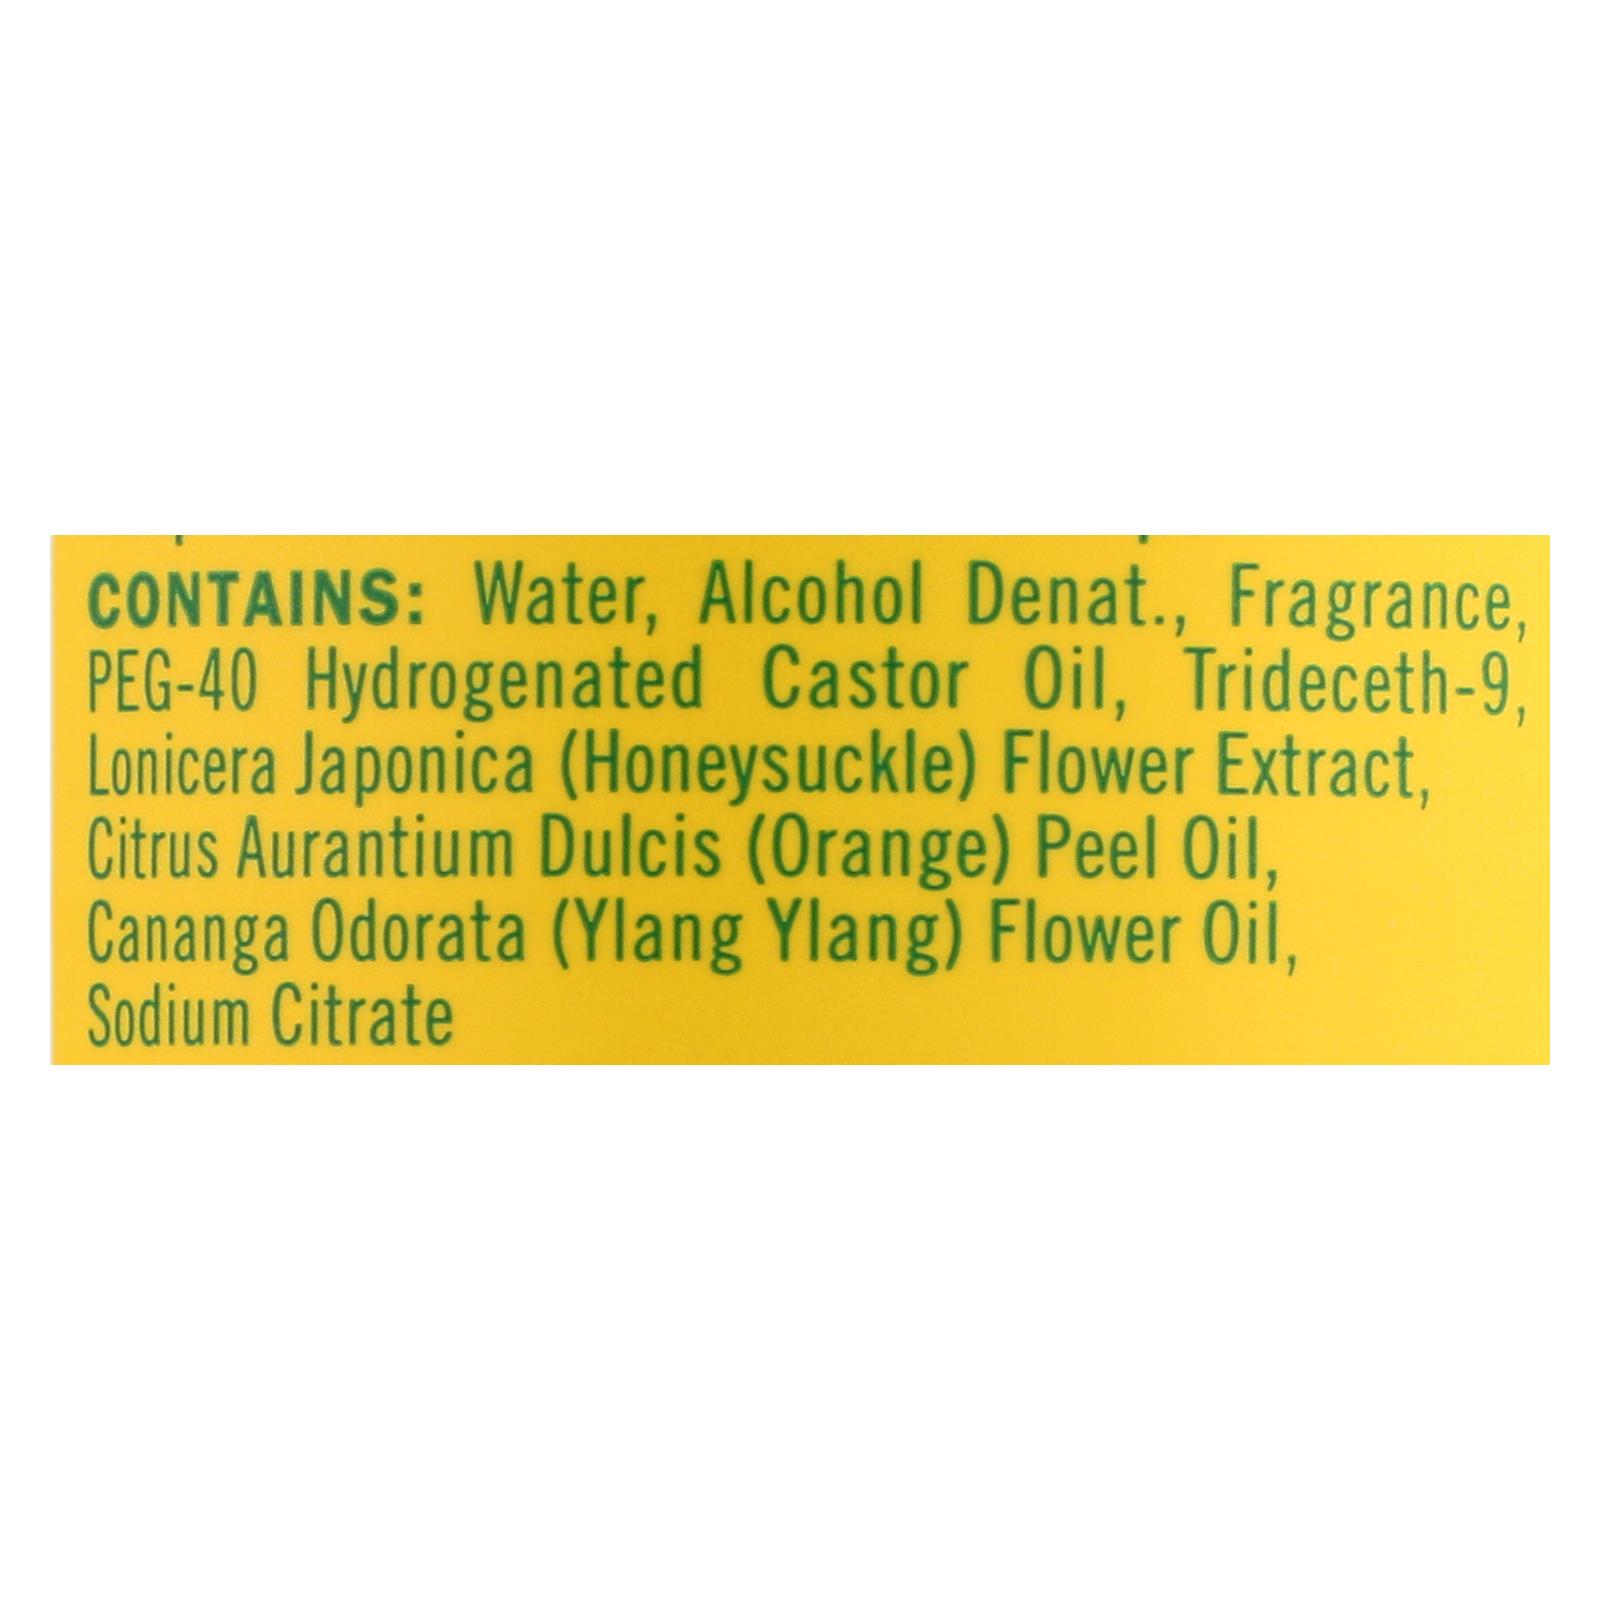 CONTAINS: Water, Alcohol Denat., Fragrance,
PEG-40 Hydrogenated Castor Oil, Trideceth-9,
Lonicera Japonica (Honeysuckle) Flower Extract,
Citrus Aurantium Dulcis (Orange) Peel Oil,
Cananga Odorata (Ylang Ylang) Flower Oil,
Sodium Citrate